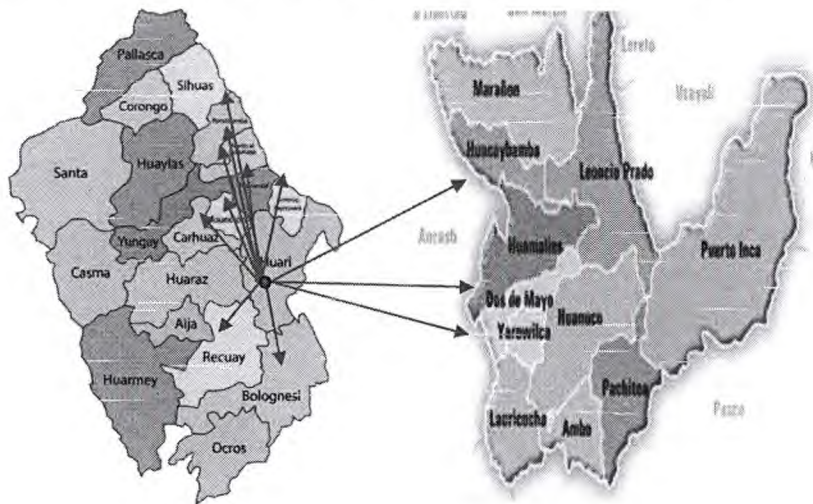 Pallasca
Sihuas
Corongo
Huaylas
Santa
Yungay
Carhuaz
Huari
Casma
Huaraz
Aija
Recuay
Huarmey
Bolognesi
Ocros
Loreto
Ucayali
Marañon
Huacaybamba
Leoncio Prado
Ancash
Huamalies
Puerto Inca
Dos de Mayo
Huanuco
Yarowilca
Pachitea
Lauricocha
Ambo
Pasco